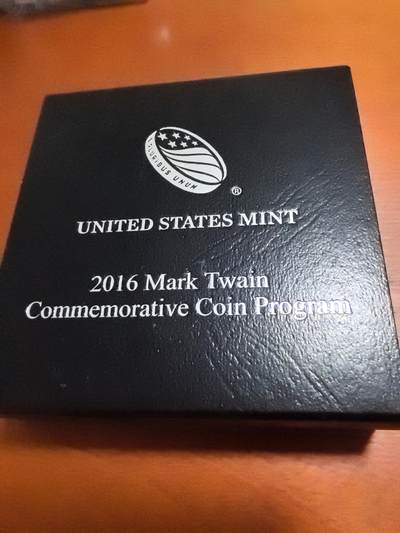 E PLURIBUS UNUM
®
UNITED STATES MINT
2016 Mark Twain
Commemorative Coin Program